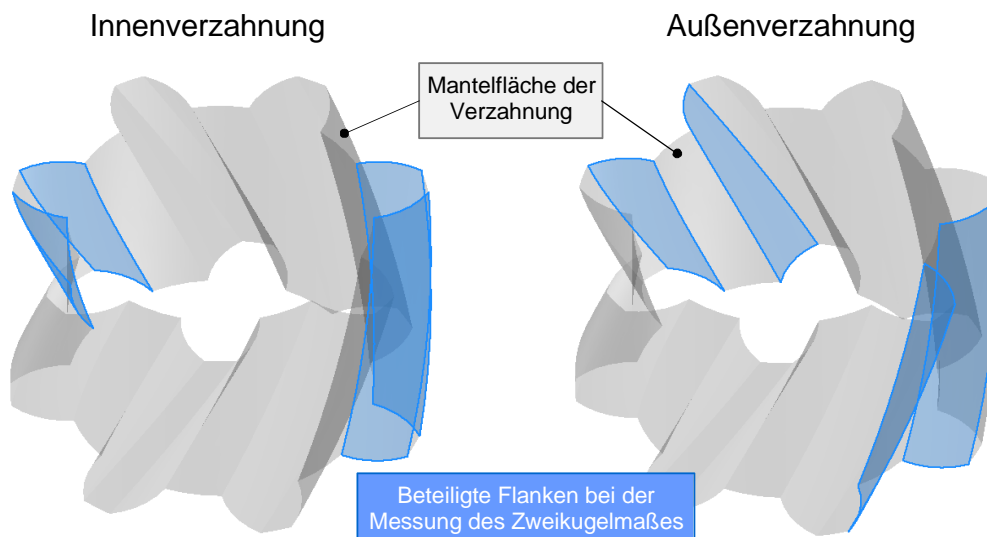 Innenverzahnung
Außenverzahnung
Mantelfläche der
Verzahnung
Beteiligte Flanken bei der
Messung des Zweikugelmaßes